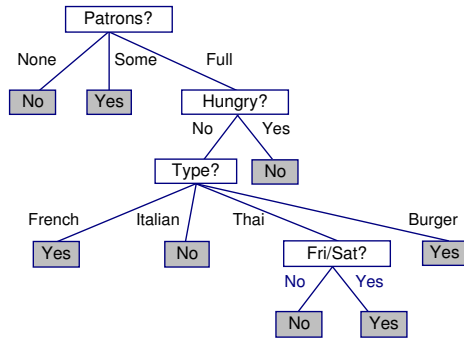 Patrons?
None Some Full
No Yes Hungry?
No Yes
Type? No
French Italian Thai Burger
Yes No Fri/Sat? Yes
No Yes
No Yes